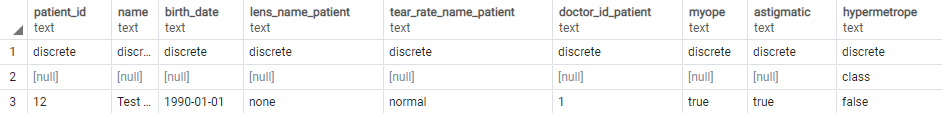 patient_id name birth_date lens_name_patient tear_rate_name_patient doctor_id_patient myope astigmatic hypermetrope
text text text text text text text text text
1 discrete discr... discrete discrete discrete discrete discrete discrete discrete
2 [null] [null] [null] [null] [null] [null] [null] [null] class
3 12 Test ... 1990-01-01 none normal 1 true true false